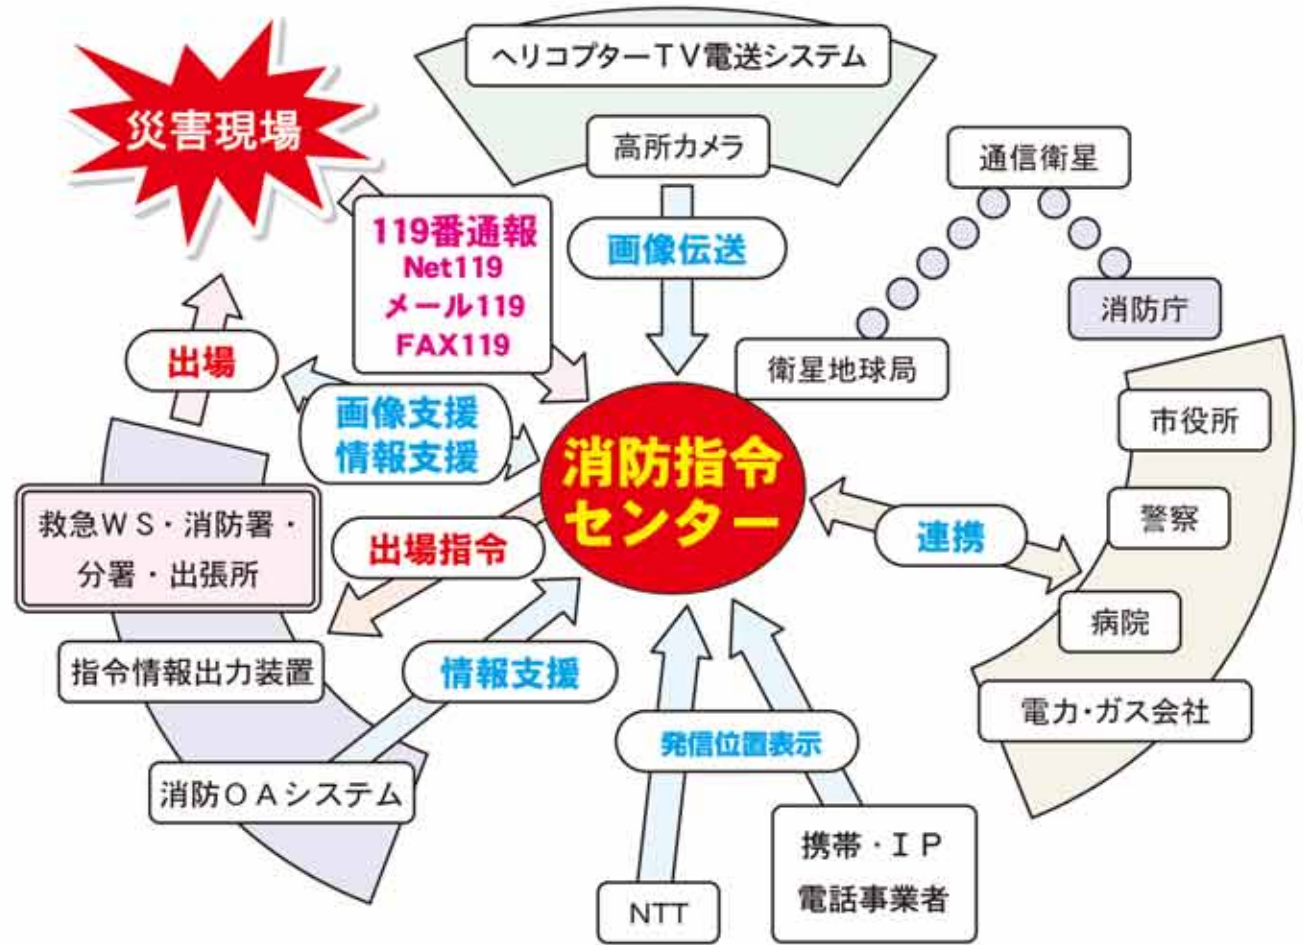 ヘリコプターTV電送システム
災害現場
高所カメラ
通信衛星
119番通報
Net119
メール119
FAX119
画像伝送
消防庁
出場
衛星地球局
画像支援
情報支援
消防指令
センター
市役所
警察
救急WS・消防署・
分署・出張所
出場指令
連携
病院
指令情報出力装置
情報支援
電力・ガス会社
発信位置表示
消防OAシステム
携帯・IP
電話事業者
NTT